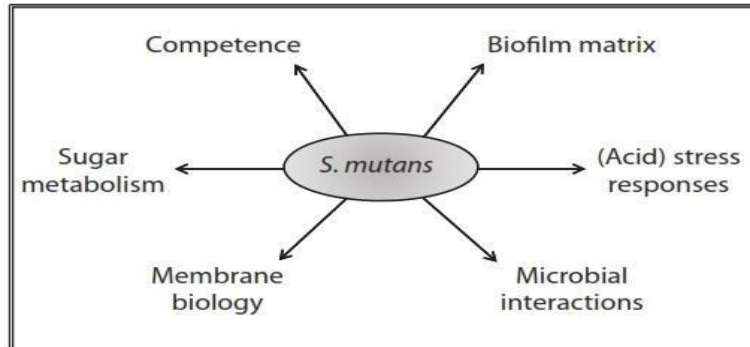 Competence
Biofilm matrix
Sugar
metabolism
S. mutans
(Acid) stress
responses
Membrane
biology
Microbial
interactions